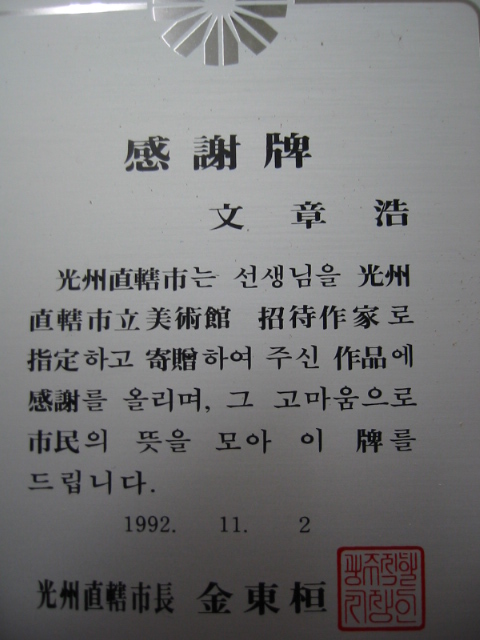 感謝牌
文章浩
光州直轄市는 선생님을 光州
直轄市立美術館 招待作家로
指定하고 寄贈하여 주신 作品에
感謝를 올리며, 그 고마움으로
市民의 뜻을 모아 이 牌를
드립니다.
1992. 11. 2
光州直轄市長 金東桓